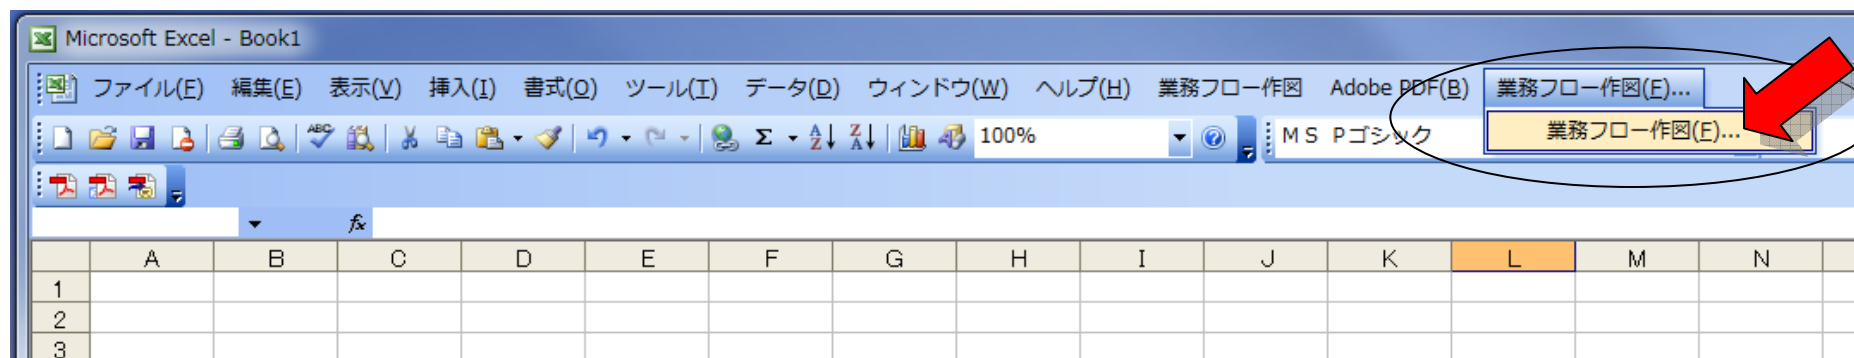 Microsoft Excel - Book1
ファイル(F) 編集(E) 表示(V) 挿入(I) 書式(O) ツール(T) データ(D) ウィンドウ(W) ヘルプ(H) 業務フロー作図 Adobe PDF(B) 業務フロー作図(F)...
ABC Σ A Z Z A 100% MS Pゴシック 業務フロー作図(F)...
fx
A B C D E F G H I J K L M N
1
2
3